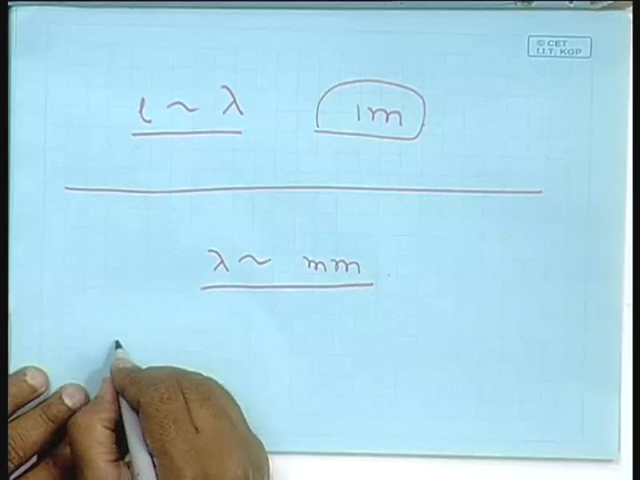 © CET
I.I.T. KGP
l ~ λ 1m
λ ~ mm